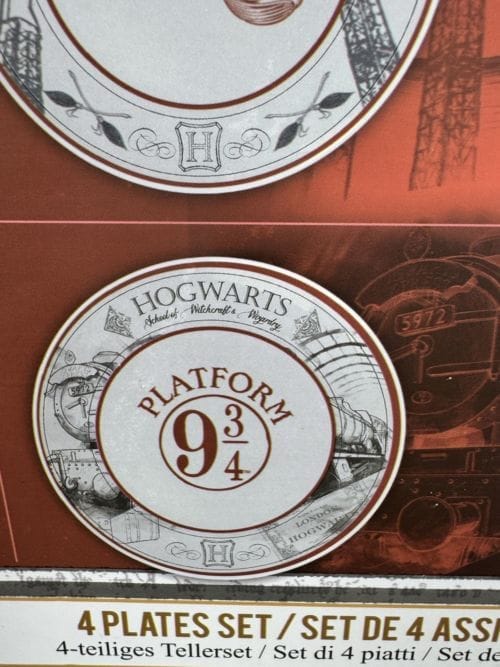 H
HOGWARTS
School of Witchcraft & Wizardry
5972
5972
PLATFORM
9 3/4
LONDON
HOGWARTS
H
4 PLATES SET / SET DE 4
4-teiliges Tellerset / Set di 4 piatti / Set de